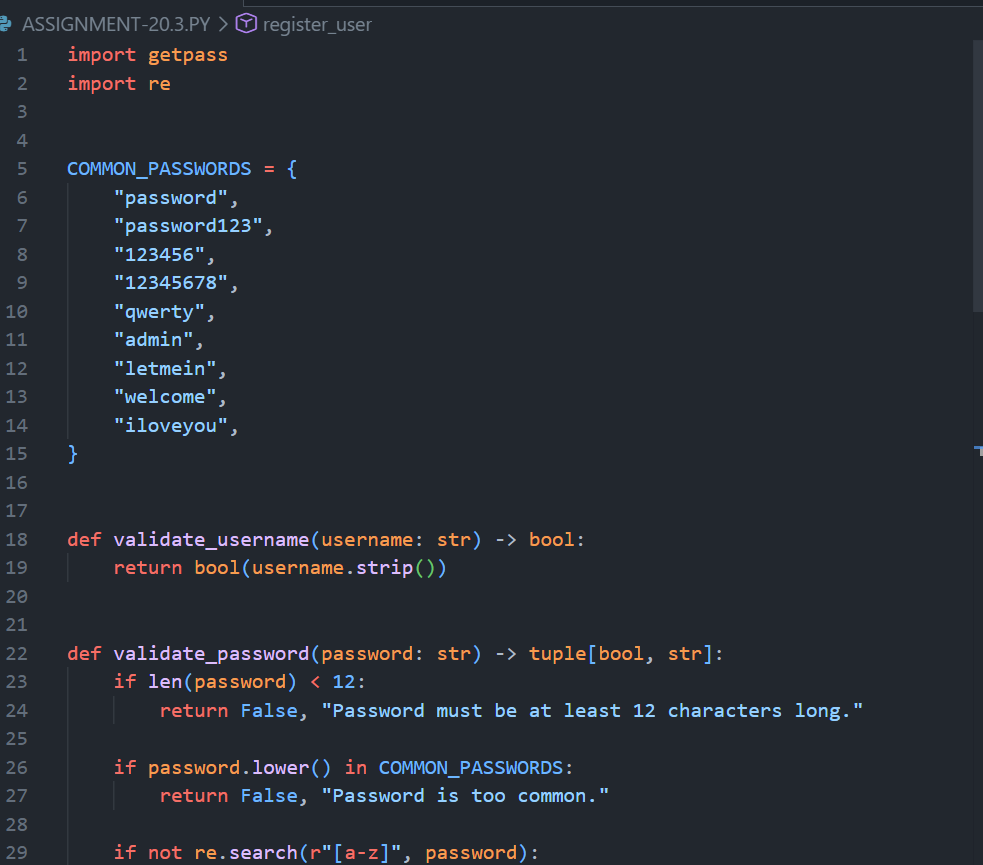 ASSIGNMENT-20.3.PY > register_user
1 import getpass
2 import re
3
4
5 COMMON_PASSWORDS = {
6     "password",
7     "password123",
8     "123456",
9     "12345678",
10     "qwerty",
11     "admin",
12     "letmein",
13     "welcome",
14     "iloveyou",
15 }
16
17
18 def validate_username(username: str) -> bool:
19     return bool(username.strip())
20
21
22 def validate_password(password: str) -> tuple[bool, str]:
23     if len(password) < 12:
24         return False, "Password must be at least 12 characters long."
25
26     if password.lower() in COMMON_PASSWORDS:
27         return False, "Password is too common."
28
29     if not re.search(r"[a-z]", password):